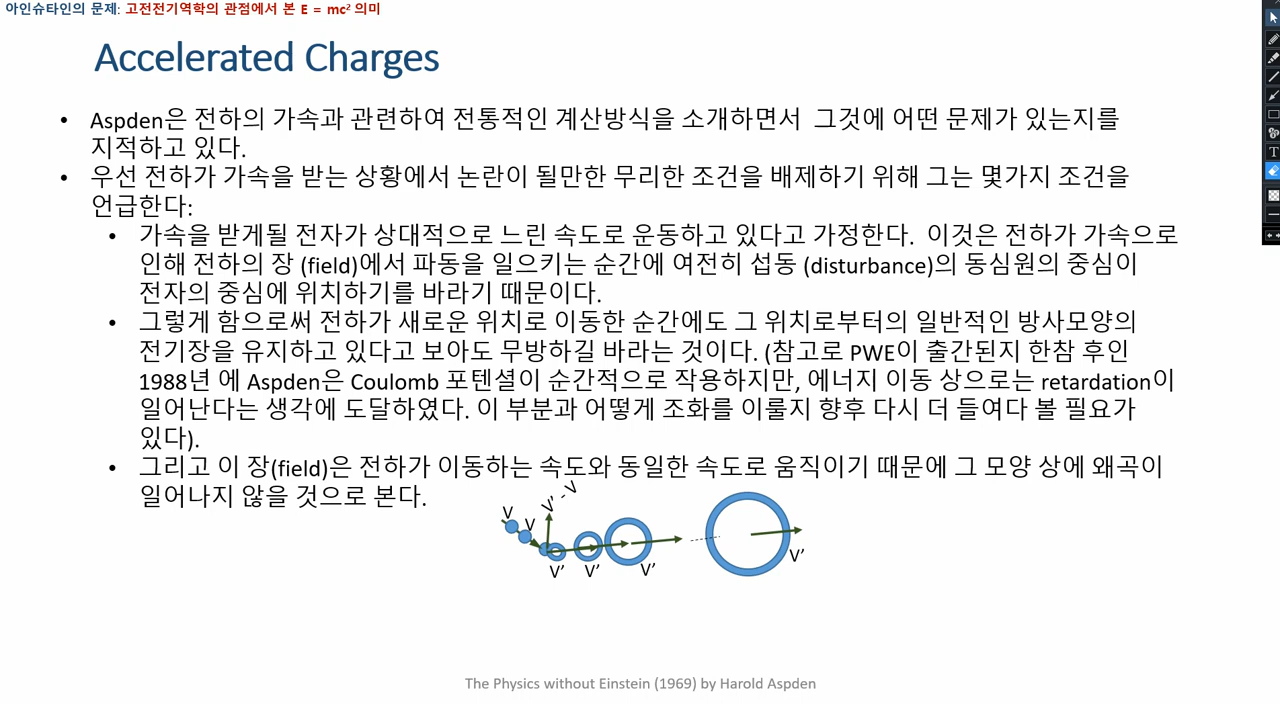 아인슈타인의 문제: 고전전기역학의 관점에서 본 E = mc² 의미
Accelerated Charges
• Aspden은 전하의 가속과 관련하여 전통적인 계산방식을 소개하면서 그것에 어떤 문제가 있는지를
지적하고 있다.
• 우선 전하가 가속을 받는 상황에서 논란이 될만한 무리한 조건을 배제하기 위해 그는 몇가지 조건을
언급한다:
• 가속을 받게될 전자가 상대적으로 느린 속도로 운동하고 있다고 가정한다. 이것은 전하가 가속으로
인해 전하의 장 (field)에서 파동을 일으키는 순간에 여전히 섭동 (disturbance)의 동심원의 중심이
전자의 중심에 위치하기를 바라기 때문이다.
• 그렇게 함으로써 전하가 새로운 위치로 이동한 순간에도 그 위치로부터의 일반적인 방사모양의
전기장을 유지하고 있다고 보아도 무방하길 바라는 것이다. (참고로 PWE이 출간된지 한참 후인
1988년 에 Aspden은 Coulomb 포텐셜이 순간적으로 작용하지만, 에너지 이동 상으로는 retardation이
일어난다는 생각에 도달하였다. 이 부분과 어떻게 조화를 이룰지 향후 다시 더 들여다 볼 필요가
있다).
• 그리고 이 장(field)은 전하가 이동하는 속도와 동일한 속도로 움직이기 때문에 그 모양 상에 왜곡이
일어나지 않을 것으로 본다.
V
V
V' - V
V'
V'
V'
V'
The Physics without Einstein (1969) by Harold Aspden
T